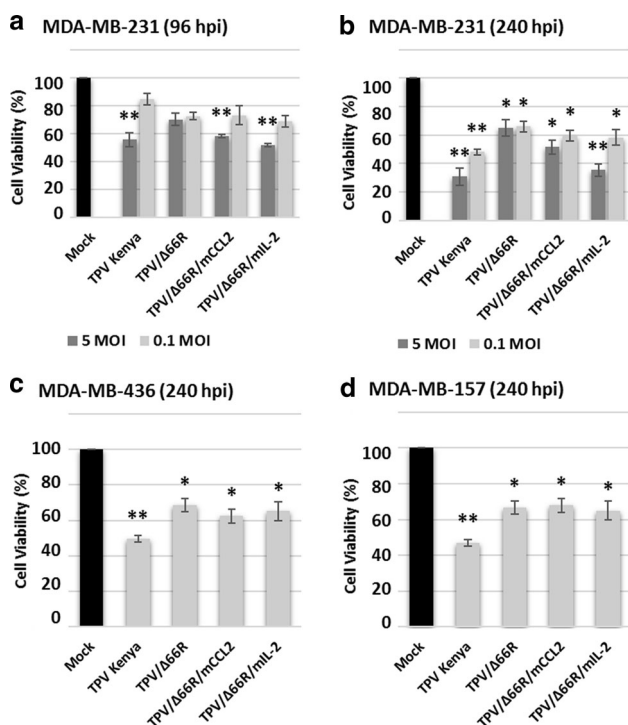 a MDA-MB-231 (96 hpi)
Cell Viability (%)
100
80
60
40
20
0
**
**
**
Mock
TPV Kenya
TPV/Δ66R
TPV/Δ66R/mCCL2
TPV/Δ66R/mIL-2
5 MOI 0.1 MOI
b MDA-MB-231 (240 hpi)
Cell Viability (%)
100
80
60
40
20
0
**
**
*
*
*
*
**
*
Mock
TPV Kenya
TPV/Δ66R
TPV/Δ66R/mCCL2
TPV/Δ66R/mIL-2
5 MOI 0.1 MOI
c MDA-MB-436 (240 hpi)
Cell Viability (%)
100
80
60
40
20
0
**
*
*
*
Mock
TPV Kenya
TPV/Δ66R
TPV/Δ66R/mCCL2
TPV/Δ66R/mIL-2
d MDA-MB-157 (240 hpi)
Cell Viability (%)
100
80
60
40
20
0
**
*
*
*
Mock
TPV Kenya
TPV/Δ66R
TPV/Δ66R/mCCL2
TPV/Δ66R/mIL-2